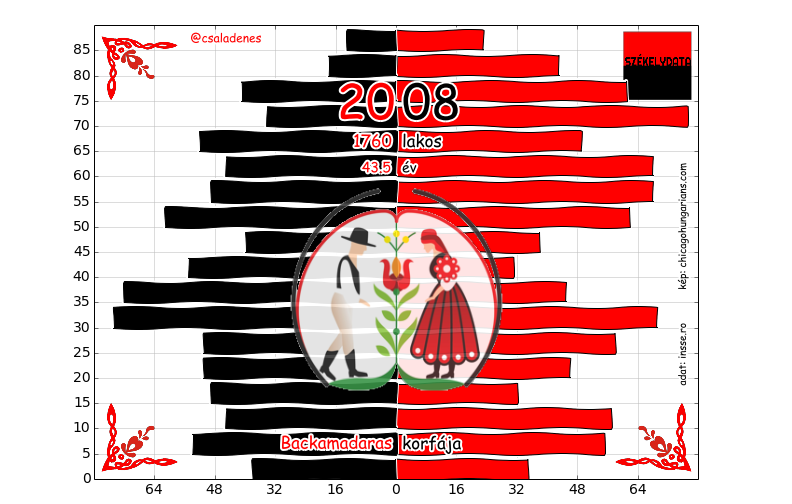 @csaladenes
SZÉKELYDATA
2008
1760 lakos
43.5 év
kép: chicagohungarians.com
adat: insse.ro
Backamadaras korfája
85
80
75
70
65
60
55
50
45
40
35
30
25
20
15
10
5
0
64 48 32 16 0 16 32 48 64